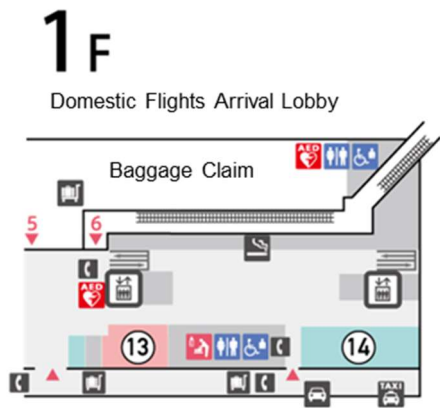 1F
Domestic Flights Arrival Lobby
AED
Baggage Claim
5
6
AED
13
14
TAXI